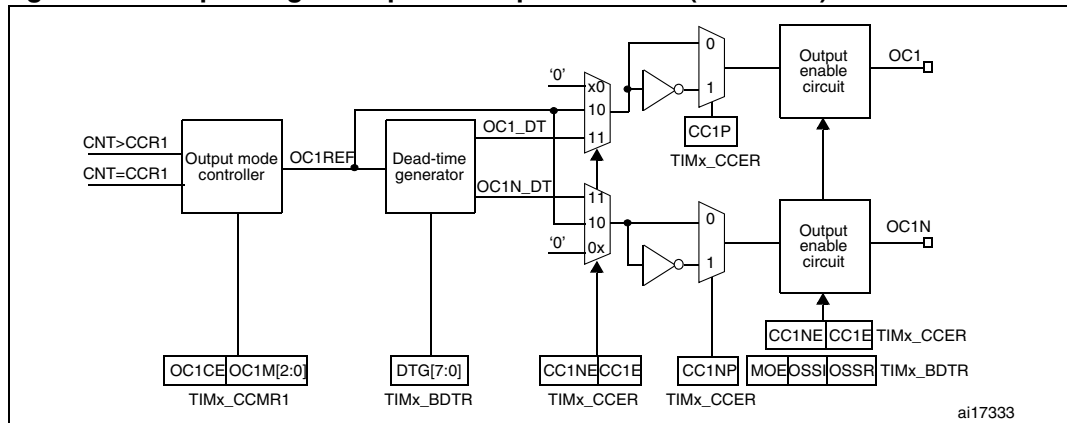 ‘0’
x0
10
11
0
1
Output
enable
circuit
OC1
CC1P
TIMx_CCER
CNT>CCR1
CNT=CCR1
Output mode
controller
OC1REF
Dead-time
generator
OC1_DT
OC1N_DT
11
10
0x
‘0’
0
1
Output
enable
circuit
OC1N
CC1NE CC1E TIMx_CCER
OC1CE OC1M[2:0]
TIMx_CCMR1
DTG[7:0]
TIMx_BDTR
CC1NE CC1E
TIMx_CCER
CC1NP
TIMx_CCER
MOE OSSI OSSR TIMx_BDTR
ai17333